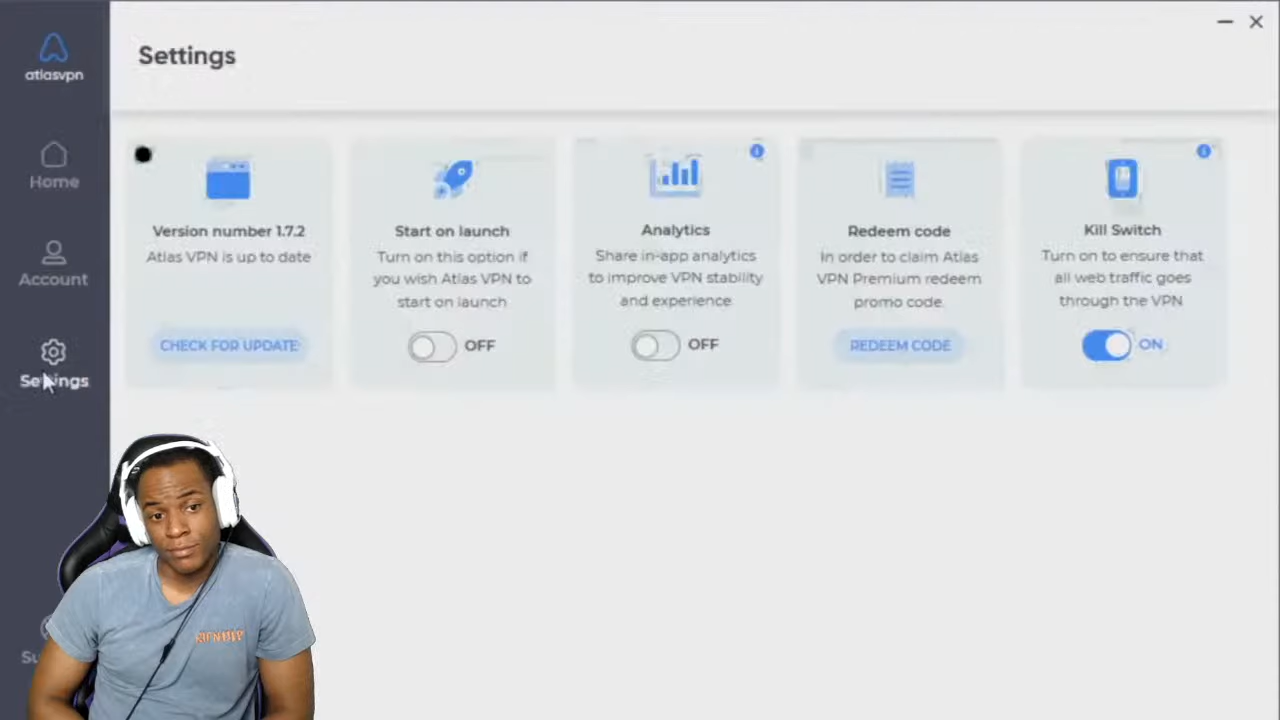 Settings
atlasvpn
Home
Account
Settings
Version number 1.7.2
Atlas VPN is up to date
CHECK FOR UPDATE
Start on launch
Turn on this option if
you wish Atlas VPN to
start on launch
OFF
Analytics
Share in-app analytics
to improve VPN stability
and experience
OFF
Redeem code
In order to claim Atlas
VPN Premium redeem
promo code.
REDEEM CODE
Kill Switch
Turn on to ensure that
all web traffic goes
through the VPN
ON